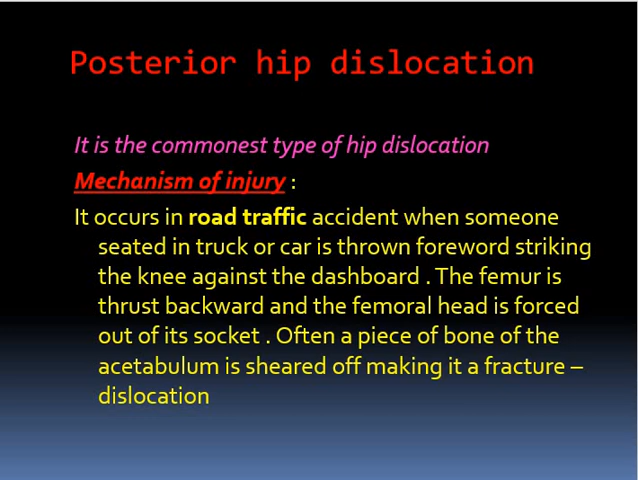 Posterior hip dislocation
It is the commonest type of hip dislocation
Mechanism of injury :
It occurs in road traffic accident when someone
seated in truck or car is thrown foreword striking
the knee against the dashboard . The femur is
thrust backward and the femoral head is forced
out of its socket . Often a piece of bone of the
acetabulum is sheared off making it a fracture –
dislocation